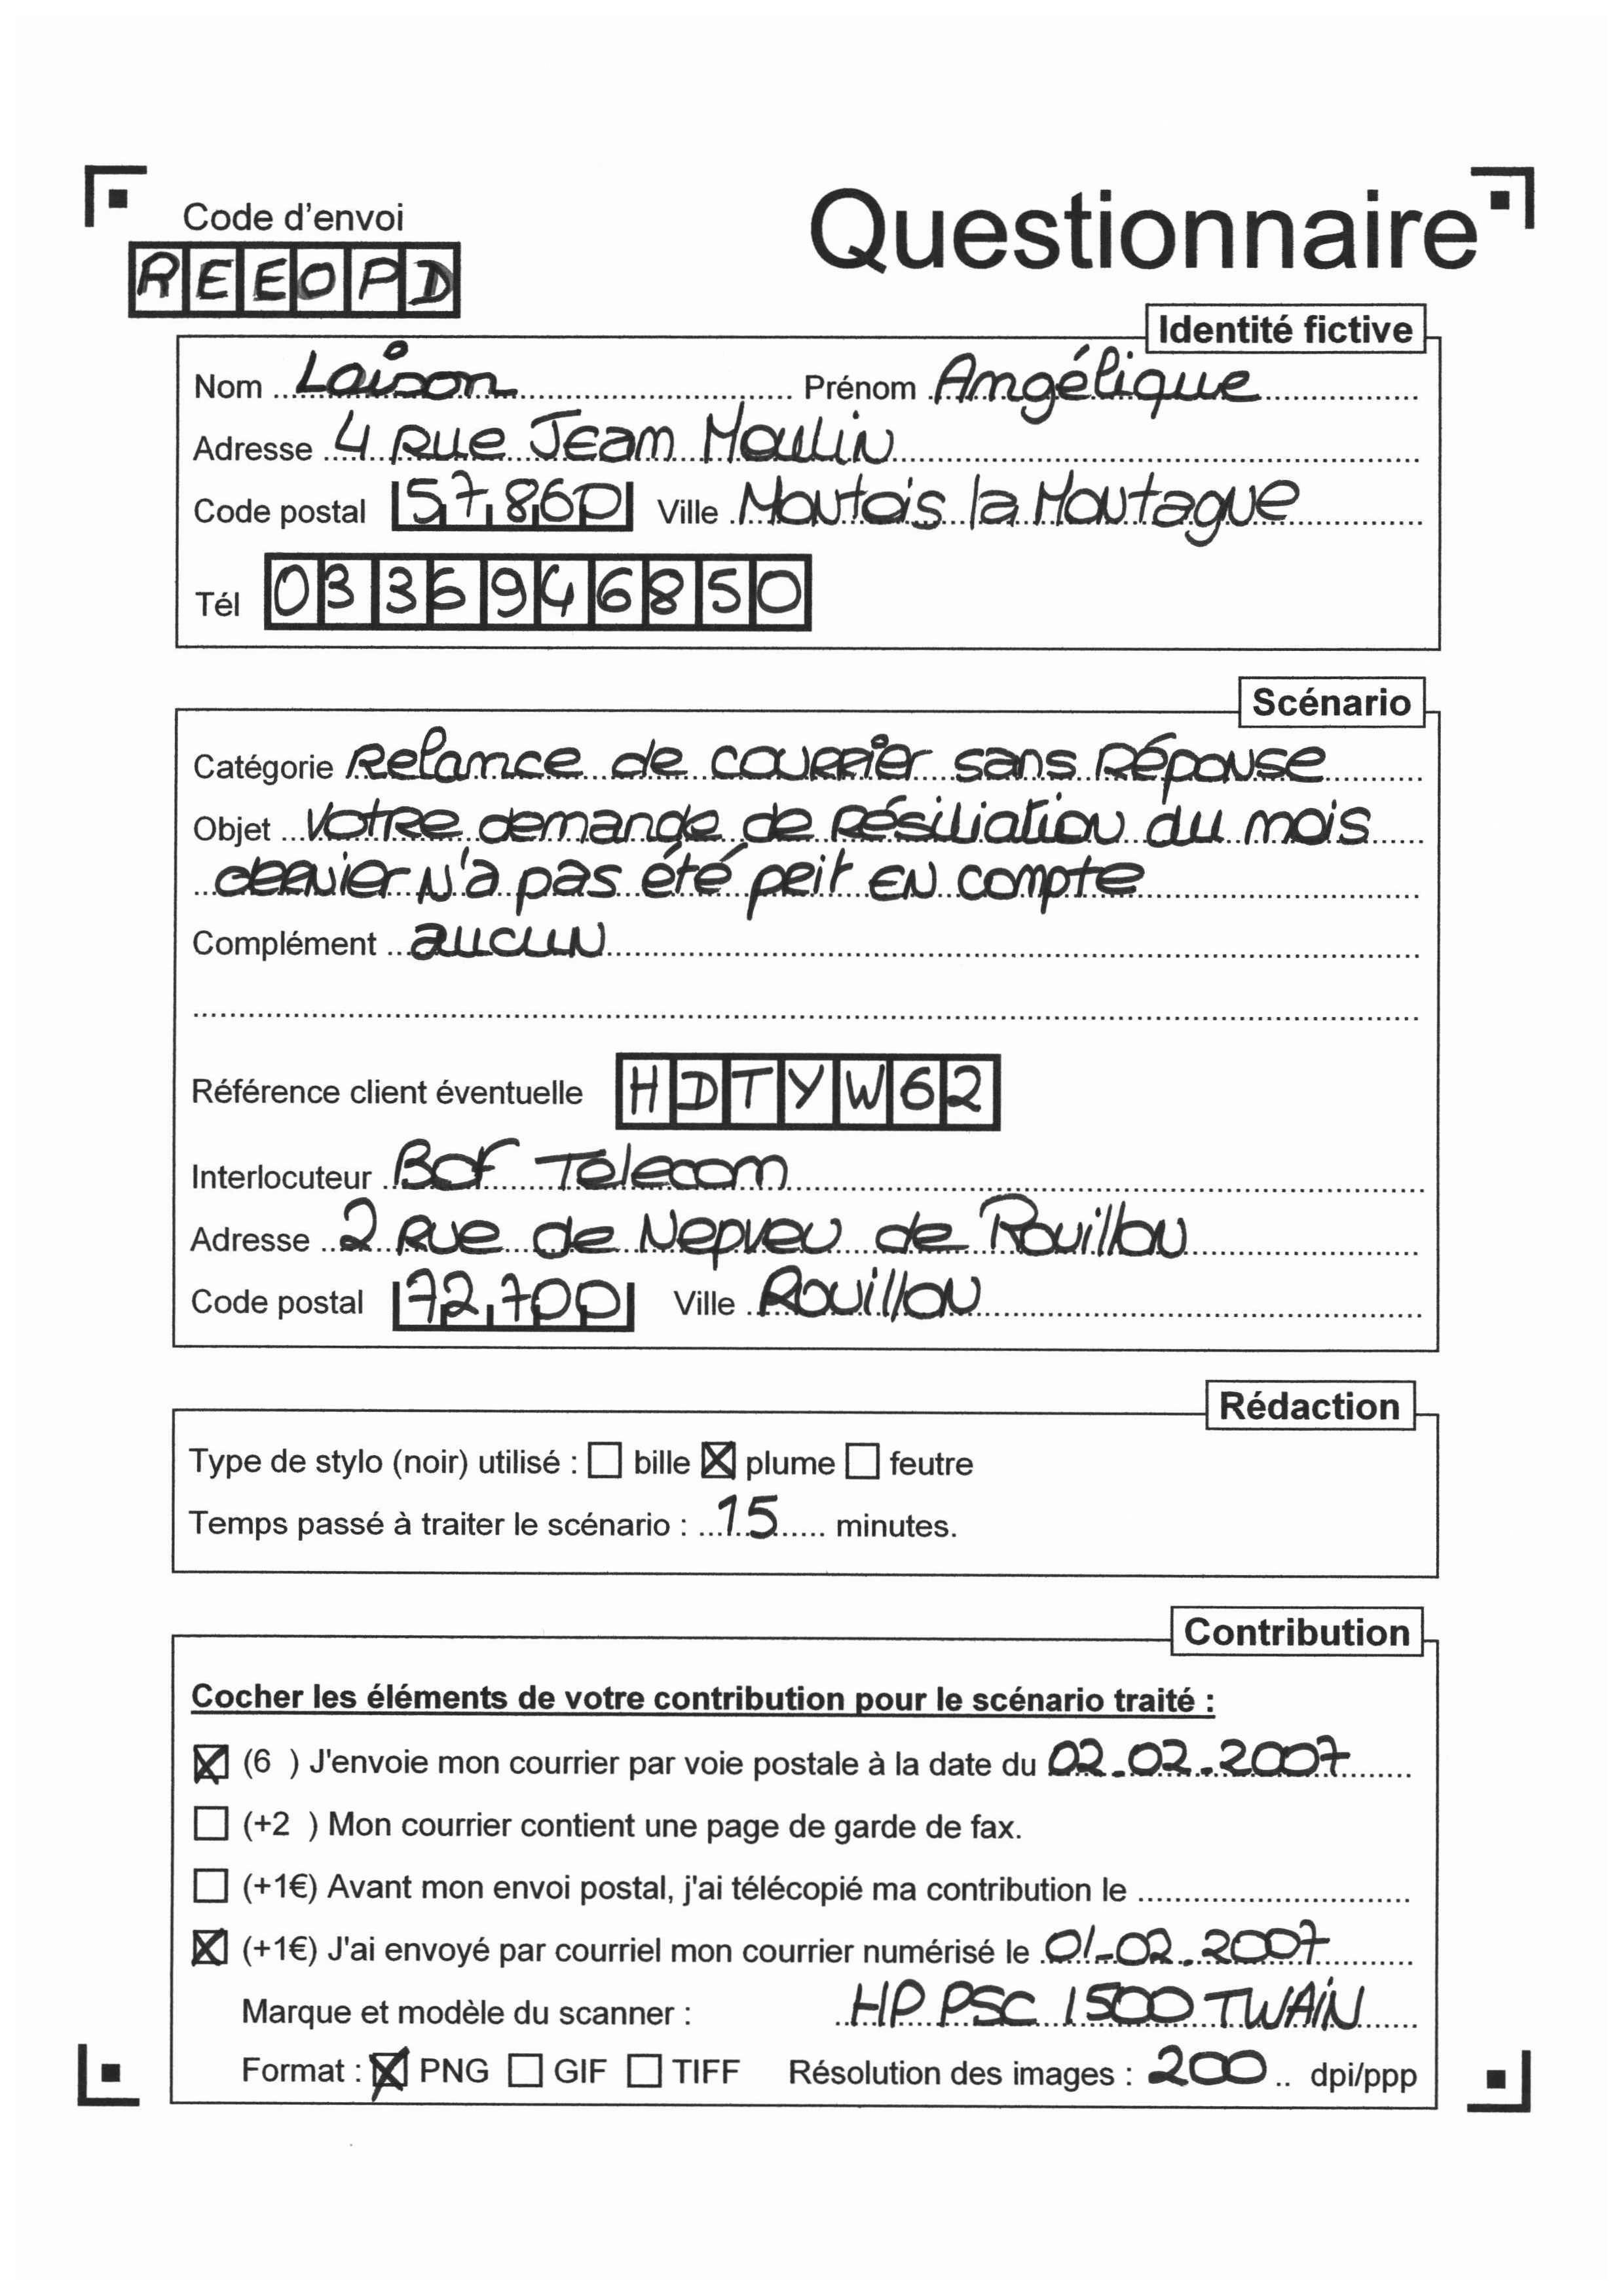 Code d'envoi
Questionnaire
REEOPD
Identité fictive
Nom Loison Prénom Angélique
Adresse 4 Rue Jean Moulin
Code postal 57860 Ville Montois la Montagne
Tél 0336946850
Scénario
Catégorie Relance de courrier sans Réponse
Objet Votre demande de Résiliation du mois
dernier N'a pas été peit EN compte
Complément aucun
Référence client éventuelle HDTYW62
Interlocuteur Bof Télécom
Adresse 2 Rue de Nepveu de Rouillon
Code postal 72700 Ville Rouillon
Rédaction
Type de stylo (noir) utilisé : bille plume feutre
Temps passé à traiter le scénario : 15 minutes.
Contribution
Cocher les éléments de votre contribution pour le scénario traité :
(6 ) J'envoie mon courrier par voie postale à la date du 02.02.2007
(+2 ) Mon courrier contient une page de garde de fax.
(+1€) Avant mon envoi postal, j'ai télécopié ma contribution le
(+1€) J'ai envoyé par courriel mon courrier numérisé le 01-02.2007
Marque et modèle du scanner : HP PSC 1500 TWAIN
Format : PNG GIF TIFF Résolution des images : 200 dpi/ppp